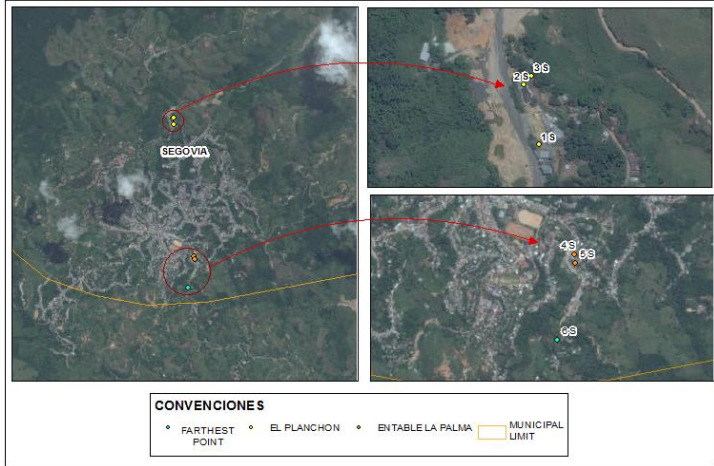 SEGOVIA
3 S
2 S
1 S
4 S
5 S
6 S
CONVENCIONES
FARTHEST
POINT
EL PLANCHON
ENTABLE LA PALMA
MUNICIPAL
LIMIT